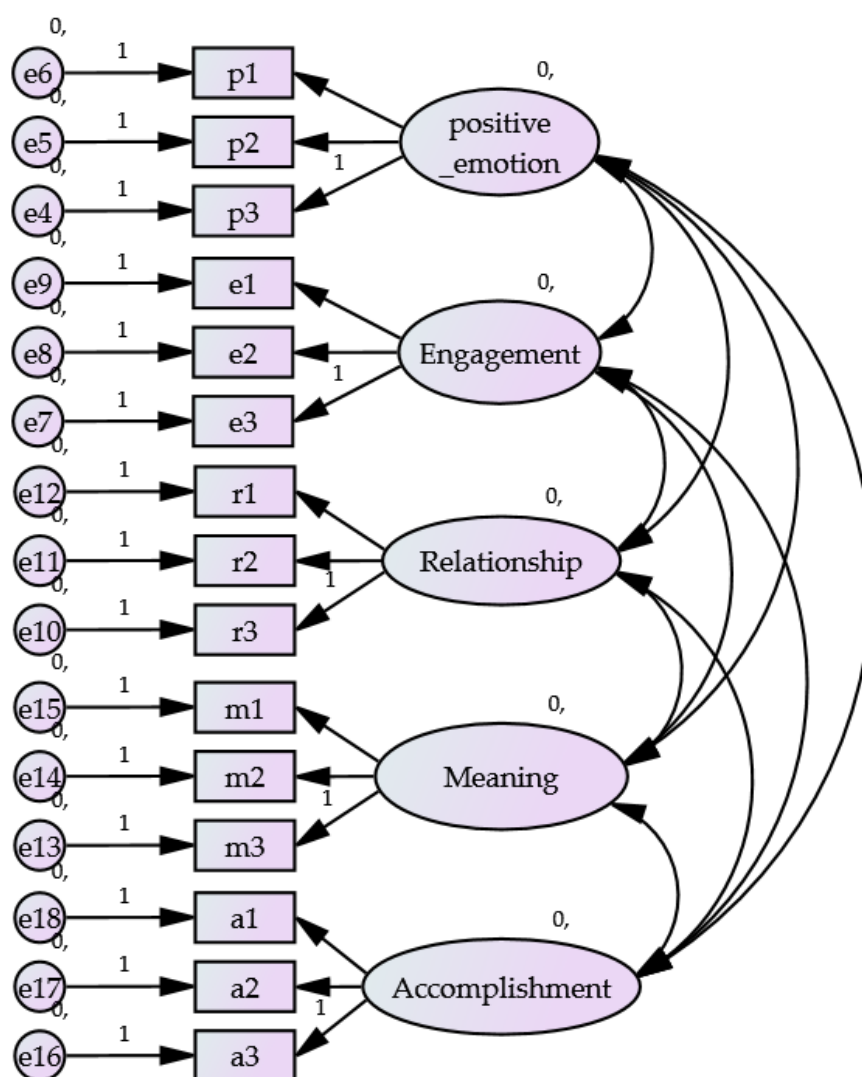 0,
e6 1 p1
0,
positive
_emotion
0,
e5 1 p2
0,
e4 1 p3
1
0,
e9 1 e1
0,
Engagement
0,
e8 1 e2
0,
e7 1 e3
1
0,
e12 1 r1
0,
Relationship
0,
e11 1 r2
0,
e10 1 r3
1
0,
e15 1 m1
0,
Meaning
0,
e14 1 m2
0,
e13 1 m3
1
0,
e18 1 a1
0,
Accomplishment
0,
e17 1 a2
0,
e16 1 a3
1